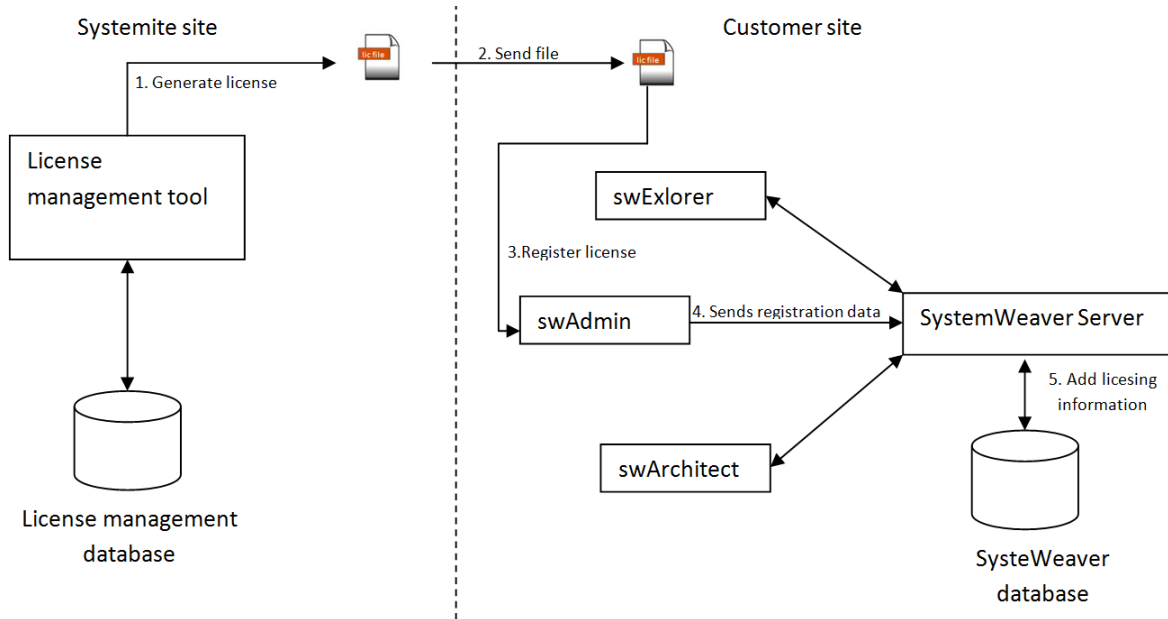 Systemite site
Customer site
lic file
2. Send file
lic file
1. Generate license
License
management tool
swExlorer
3.Register license
swAdmin
4. Sends registration data
SystemWeaver Server
5. Add licesing
information
swArchitect
License management
database
SysteWeaver
database